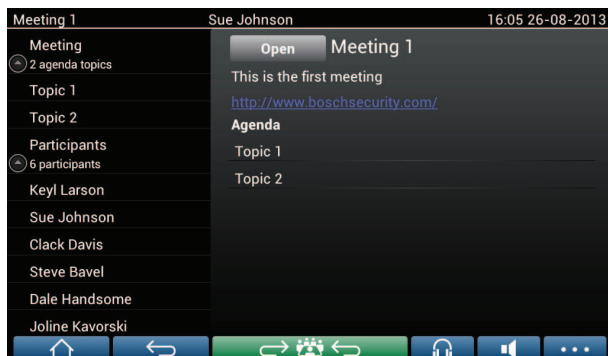 Meeting 1 Sue Johnson 16:05 26-08-2013
Meeting
2 agenda topics
Topic 1
Topic 2
Participants
6 participants
Keyl Larson
Sue Johnson
Clack Davis
Steve Bavel
Dale Handsome
Joline Kavorski
Open Meeting 1
This is the first meeting
http://www.boschsecurity.com/
Agenda
Topic 1
Topic 2